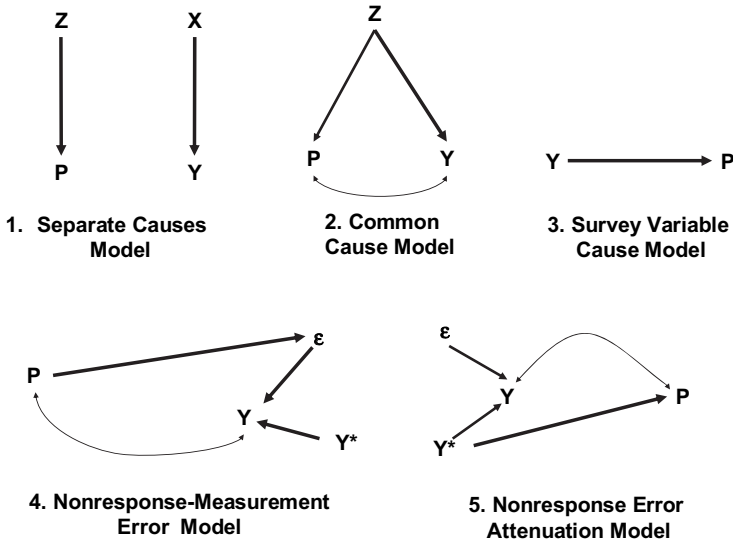 Z
X
P
Y
1. Separate Causes
Model
Z
P
Y
2. Common
Cause Model
Y
P
3. Survey Variable
Cause Model
P
ε
Y
Y*
4. Nonresponse-Measurement
Error Model
ε
Y
P
Y*
5. Nonresponse Error
Attenuation Model